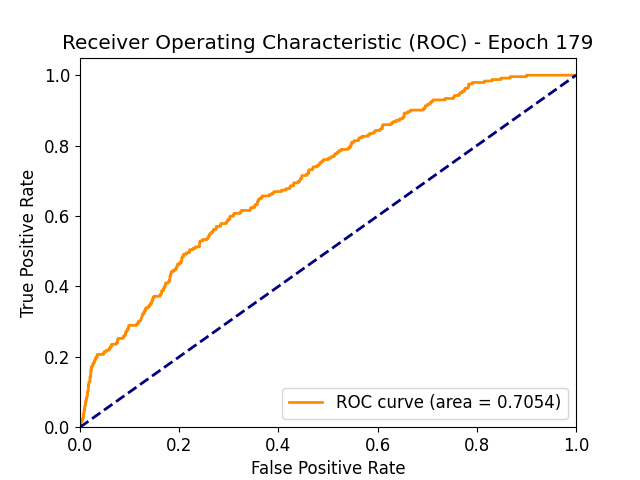 Receiver Operating Characteristic (ROC) - Epoch 179
1.0
0.8
0.6
0.4
0.2
0.0
True Positive Rate
ROC curve (area = 0.7054)
0.0 0.2 0.4 0.6 0.8 1.0
False Positive Rate